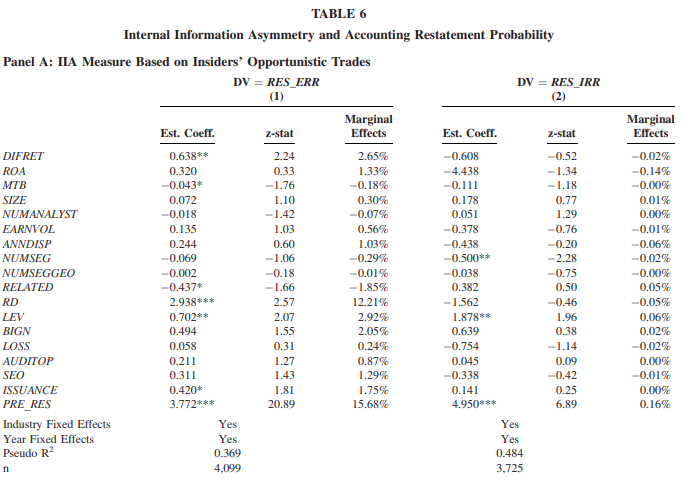 TABLE 6
Internal Information Asymmetry and Accounting Restatement Probability
Panel A: IIA Measure Based on Insiders' Opportunistic Trades
DV = RES_ERR DV = RES_IRR
(1) (2)
Marginal Marginal
Est. Coeff. z-stat Effects Est. Coeff. z-stat Effects
DIFRET 0.638** 2.24 2.65% −0.608 −0.52 −0.02%
ROA 0.320 0.33 1.33% −4.438 −1.34 −0.14%
MTB −0.043* −1.76 −0.18% −0.111 −1.18 −0.00%
SIZE 0.072 1.10 0.30% 0.178 0.77 0.01%
NUMANALYST −0.018 −1.42 −0.07% 0.051 1.29 0.00%
EARNVOL 0.135 1.03 0.56% −0.378 −0.76 −0.01%
ANNDISP 0.244 0.60 1.03% −0.438 −0.20 −0.06%
NUMSEG −0.069 −1.06 −0.29% −0.500** −2.28 −0.02%
NUMSEGGEO −0.002 −0.18 −0.01% −0.038 −0.75 −0.00%
RELATED −0.437* −1.66 −1.85% 0.382 0.50 0.05%
RD 2.938*** 2.57 12.21% −1.562 −0.46 −0.05%
LEV 0.702** 2.07 2.92% 1.878** 1.96 0.06%
BIGN 0.494 1.55 2.05% 0.639 0.38 0.02%
LOSS 0.058 0.31 0.24% −0.754 −1.14 −0.02%
AUDITOP 0.211 1.27 0.87% 0.045 0.09 0.00%
SEO 0.311 1.43 1.29% −0.338 −0.42 −0.01%
ISSUANCE 0.420* 1.81 1.75% 0.141 0.25 0.00%
PRE_RES 3.772*** 20.89 15.68% 4.950*** 6.89 0.16%
Industry Fixed Effects Yes Yes
Year Fixed Effects Yes Yes
Pseudo R² 0.369 0.484
n 4,099 3,725